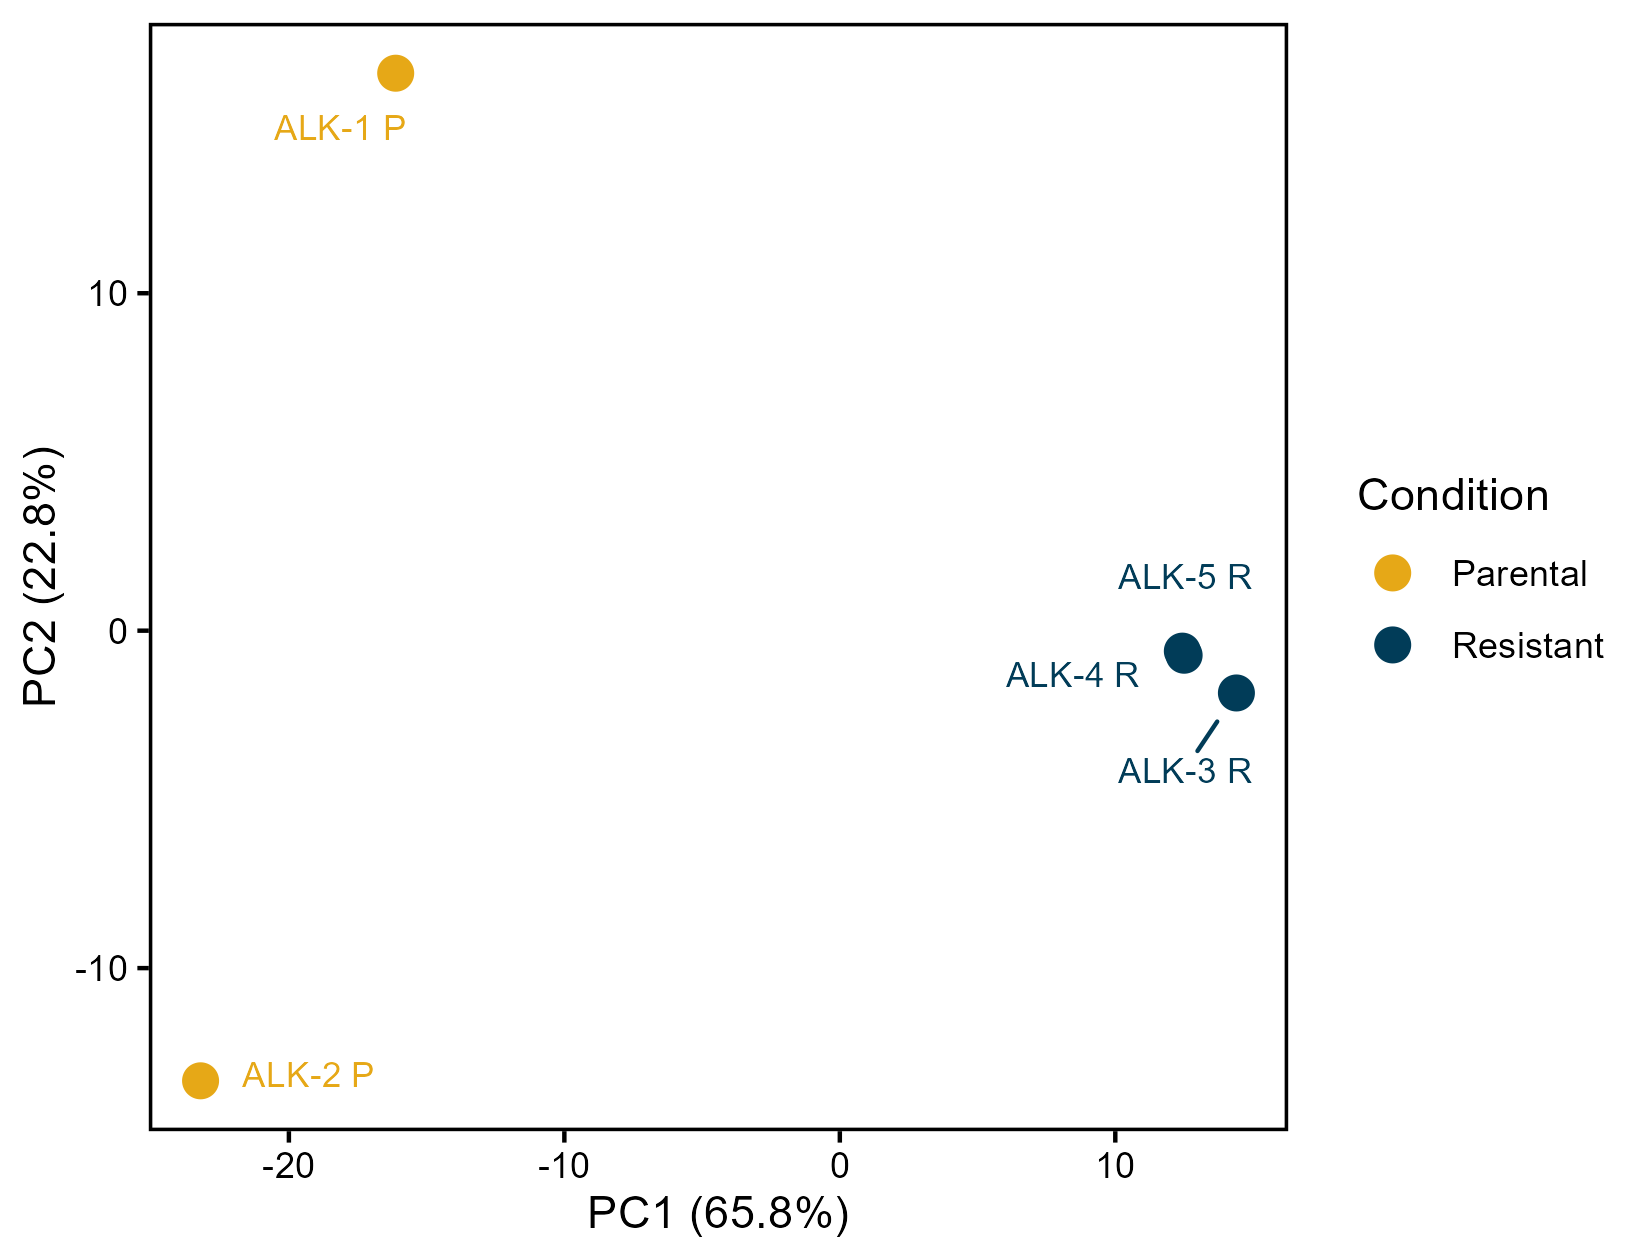 ALK-1 P
10
ALK-5 R
0
ALK-4 R
ALK-3 R
-10
ALK-2 P
-20
-10
0
10
PC1 (65.8%)
PC2 (22.8%)
Condition
Parental
Resistant